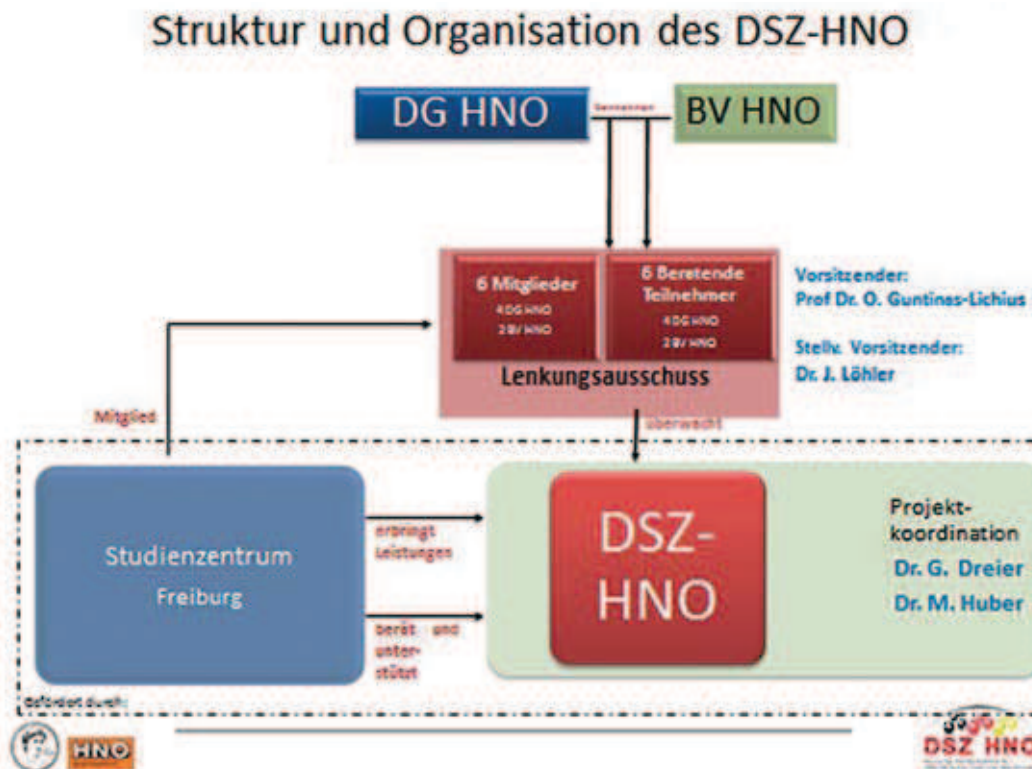 Struktur und Organisation des DSZ-HNO
DG HNO
benennen
BV HNO
6 Mitglieder
4 DG HNO
2 BV HNO
6 Beratende
Teilnehmer
4 DG HNO
2 BV HNO
Lenkungsausschuss
Vorsitzender:
Prof Dr. O. Guntinas-Lichius
Stellv. Vorsitzender:
Dr. J. Löhler
Mitglied
überwacht
Studienzentrum
Freiburg
erbringt
Leistungen
berät und
unter-
stützt
DSZ-
HNO
Projekt-
koordination
Dr. G. Dreier
Dr. M. Huber
Gefördert durch:
HNO
DSZ HNO